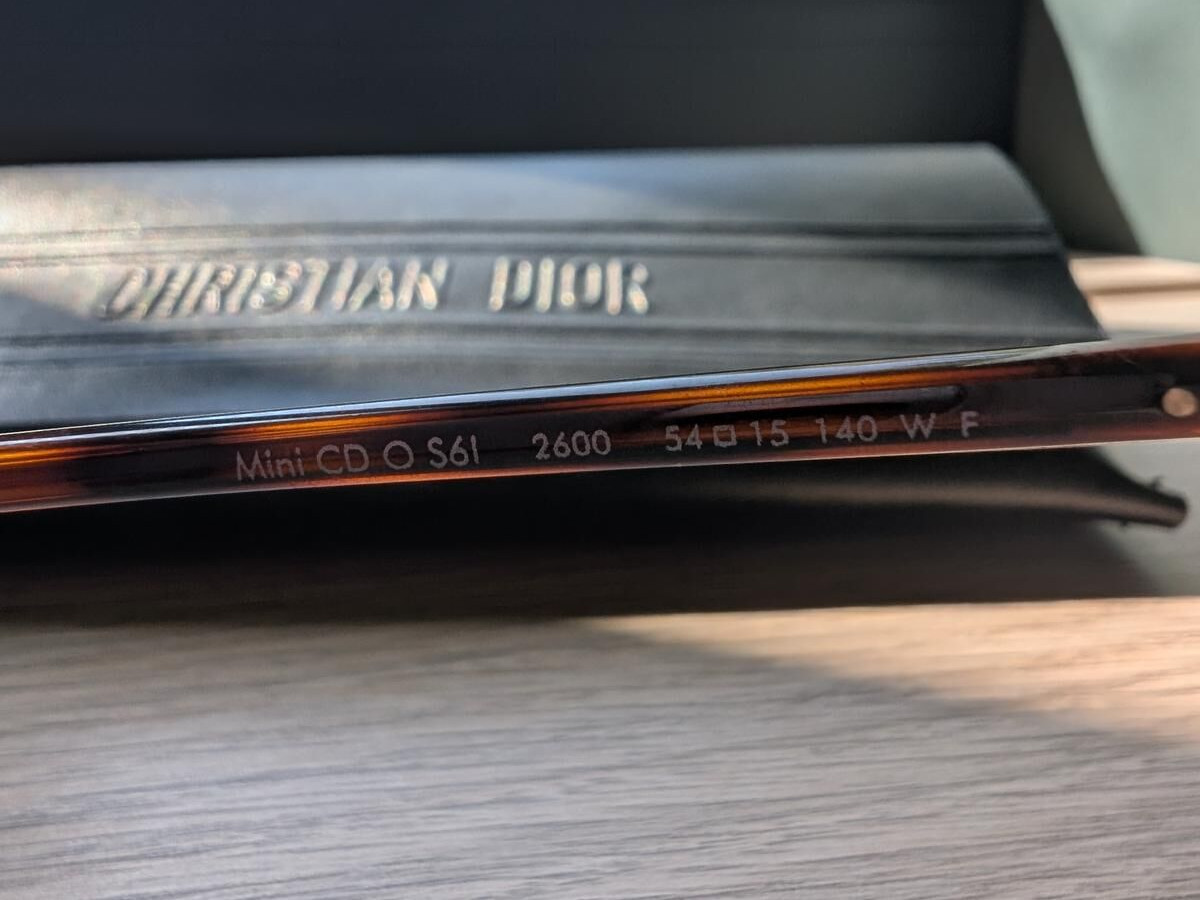 CHRISTIAN DIOR
Mini CD O S6I 2600 54□15 140 W F